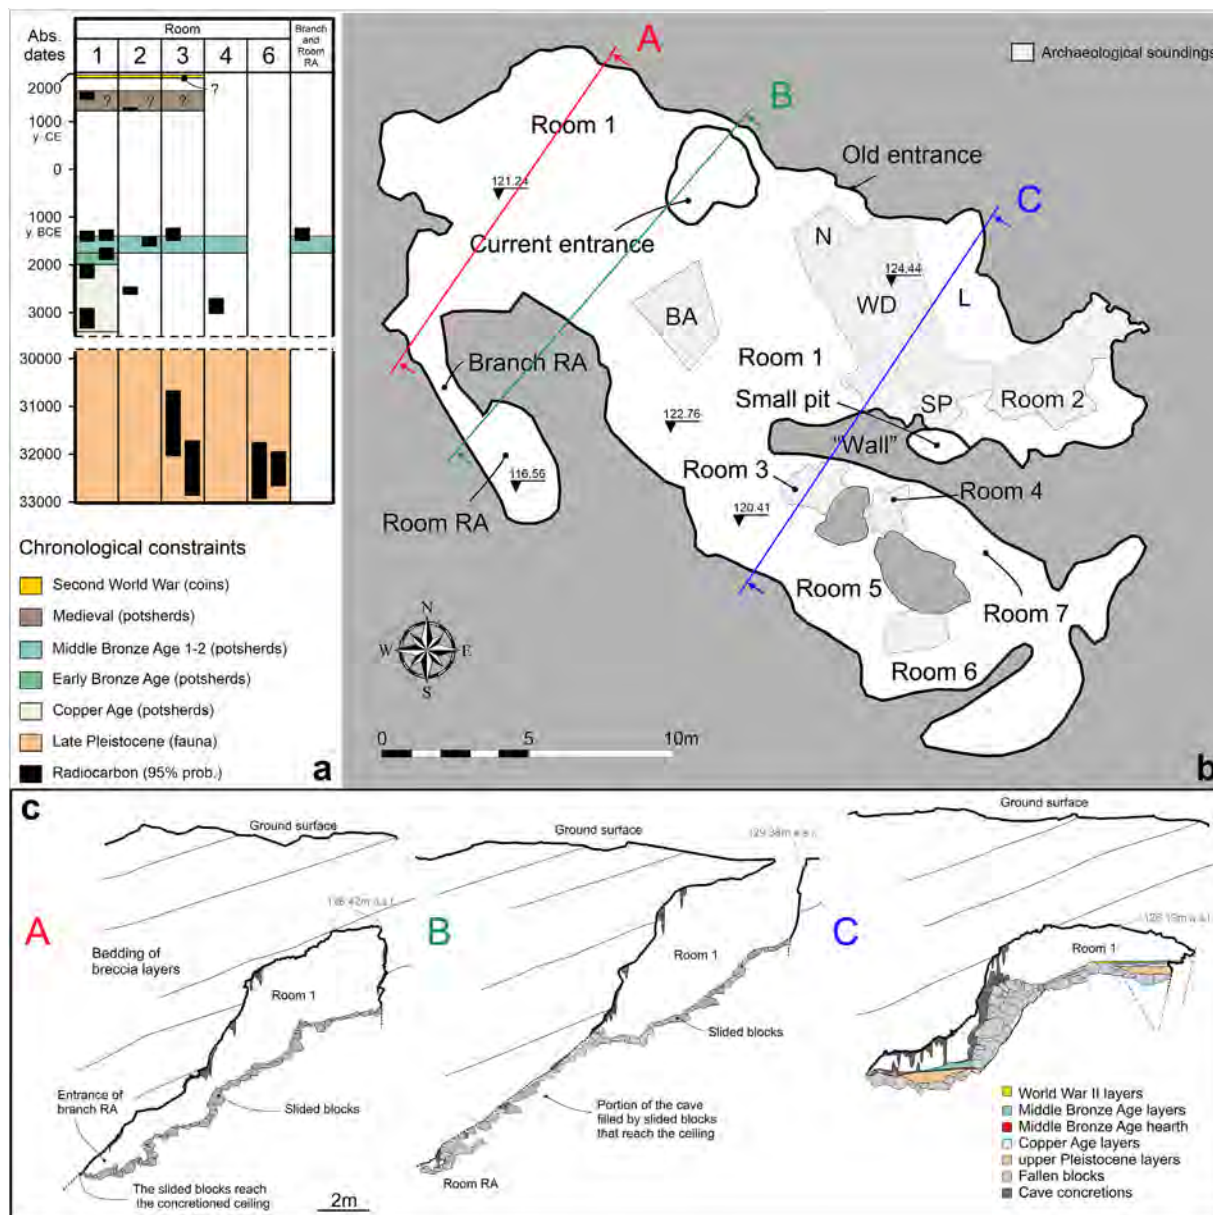 Abs.
dates
Room
Branch
and
Room
RA
1
2
3
4
6
2000
1000
y. CE
0
1000
y. BCE
2000
3000
30000
31000
32000
33000
?
?
?
?
Chronological constraints
Second World War (coins)
Medieval (potsherds)
Middle Bronze Age 1-2 (potsherds)
Early Bronze Age (potsherds)
Copper Age (potsherds)
Late Pleistocene (fauna)
Radiocarbon (95% prob.)
a
b
A
B
C
Archaeological soundings
Room 1
Old entrance
121.24
Current entrance
N
124.44
WD
L
BA
Room 1
Branch RA
Small pit
SP
Room 2
122.76
"Wall"
Room 3
Room 4
116.56
Room RA
120.41
Room 5
Room 7
Room 6
N
W
E
S
0
5
10m
c
Ground surface
A
Bedding of
breccia layers
Room 1
Entrance of
branch RA
Slided blocks
The slided blocks reach
the concretioned ceiling
2m
Ground surface
B
Room 1
Slided blocks
Portion of the cave
filled by slided blocks
that reach the ceiling
Room RA
Ground surface
C
Room 1
World War II layers
Middle Bronze Age layers
Middle Bronze Age hearth
Copper Age layers
upper Pleistocene layers
Fallen blocks
Cave concretions